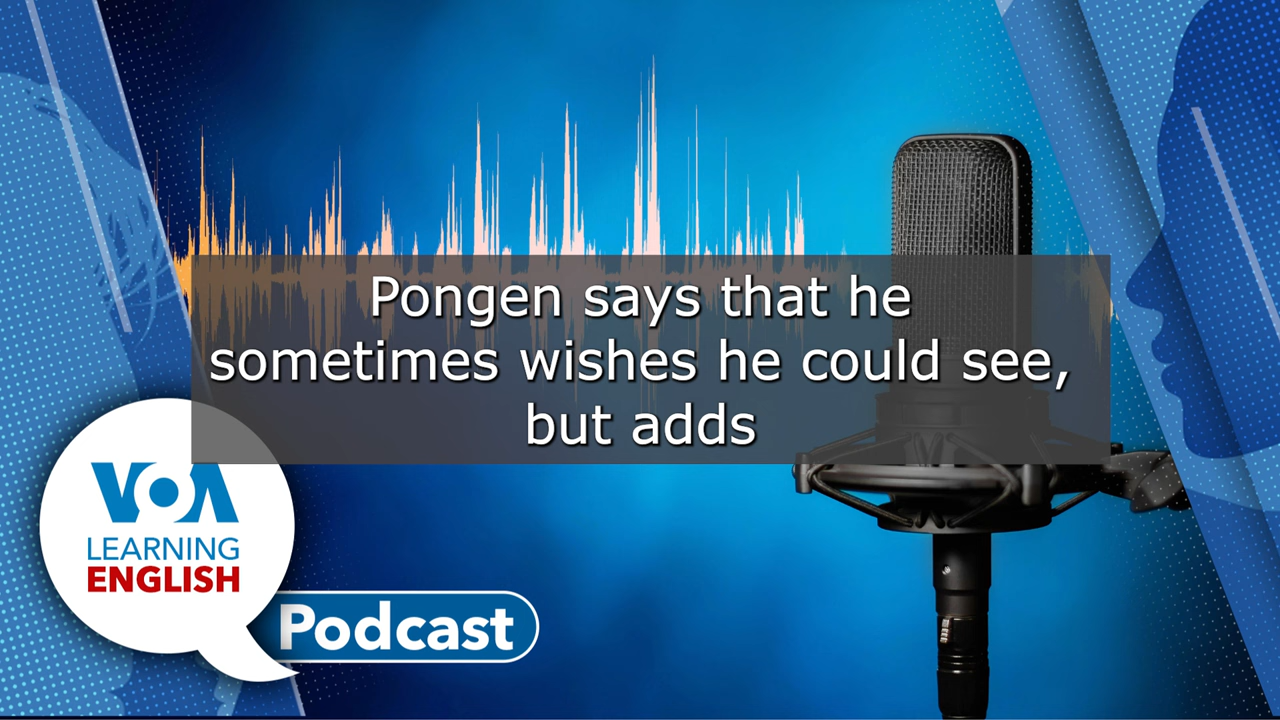 Pongen says that he
sometimes wishes he could see,
but adds
VOA
LEARNING
ENGLISH
Podcast